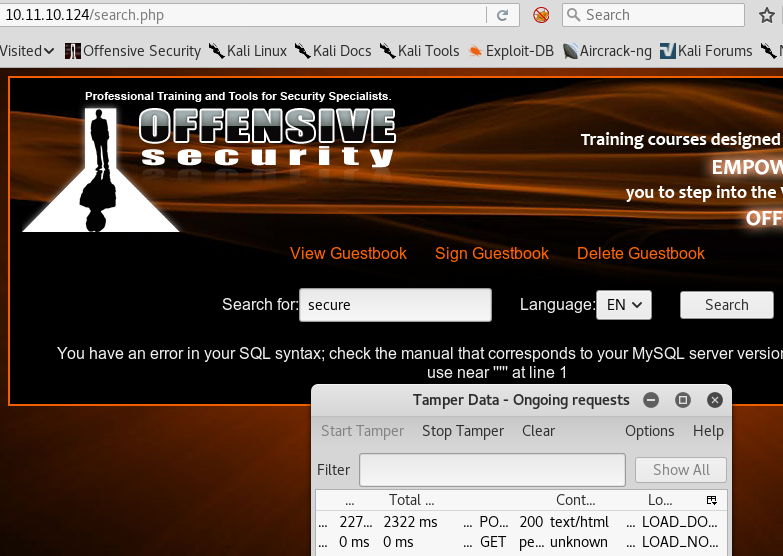 10.11.10.124/search.php
Search
Visited
Offensive Security
Kali Linux
Kali Docs
Kali Tools
Exploit-DB
Aircrack-ng
Kali Forums
N
Professional Training and Tools for Security Specialists.
OFFENSIVE
security
Training courses designed
EMPOW
you to step into the
OFF
View Guestbook Sign Guestbook Delete Guestbook
Search for: secure Language: EN Search
You have an error in your SQL syntax; check the manual that corresponds to your MySQL server version
use near '''' at line 1
Tamper Data - Ongoing requests
Start Tamper Stop Tamper Clear Options Help
Filter Show All
... Total ... Cont... Lo...
... 227... 2322 ms ... PO... 200 text/html ... LOAD_DO...
... 0 ms 0 ms ... GET pe... unknown ... LOAD_NO...